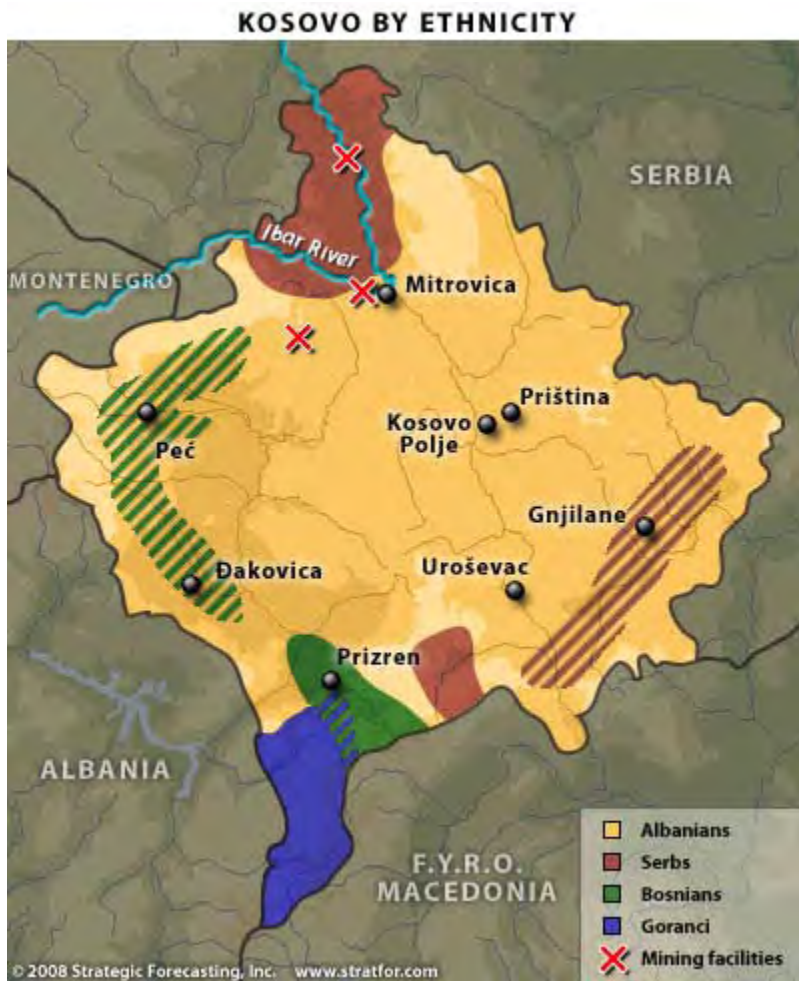 KOSOVO BY ETHNICITY
SERBIA
Ibar River
MONTENEGRO
Mitrovica
Priština
Kosovo
Polje
Peć
Gnjilane
Đakovica
Uroševac
Prizren
ALBANIA
F.Y.R.O.
MACEDONIA
Albanians
Serbs
Bosnians
Goranci
Mining facilities
© 2008 Strategic Forecasting, Inc. www.stratfor.com